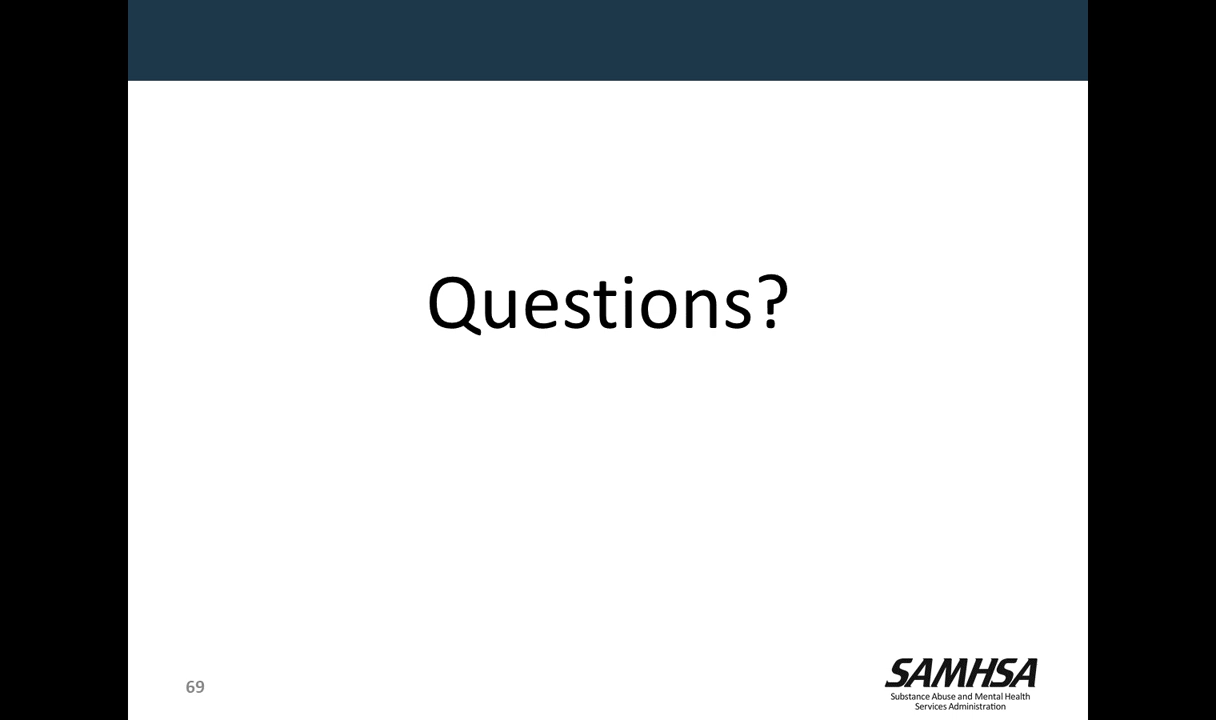 Questions?
69
SAMHSA
Substance Abuse and Mental Health
Services Administration